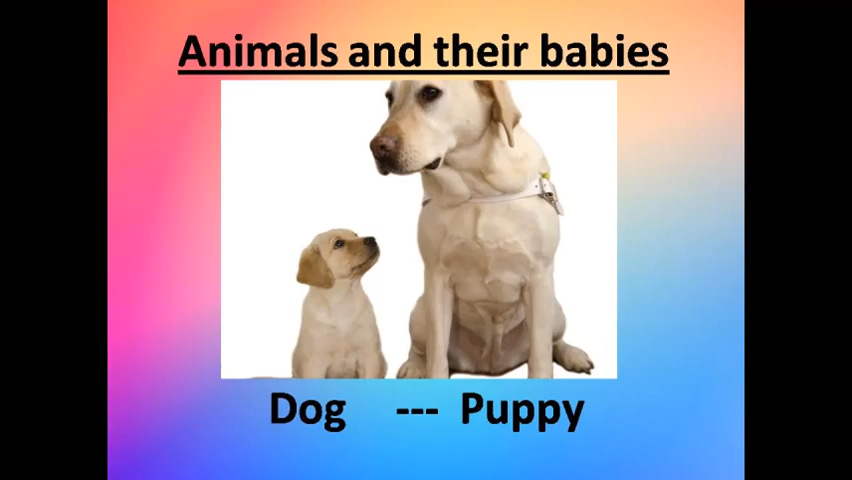 Animals and their babies
Dog --- Puppy